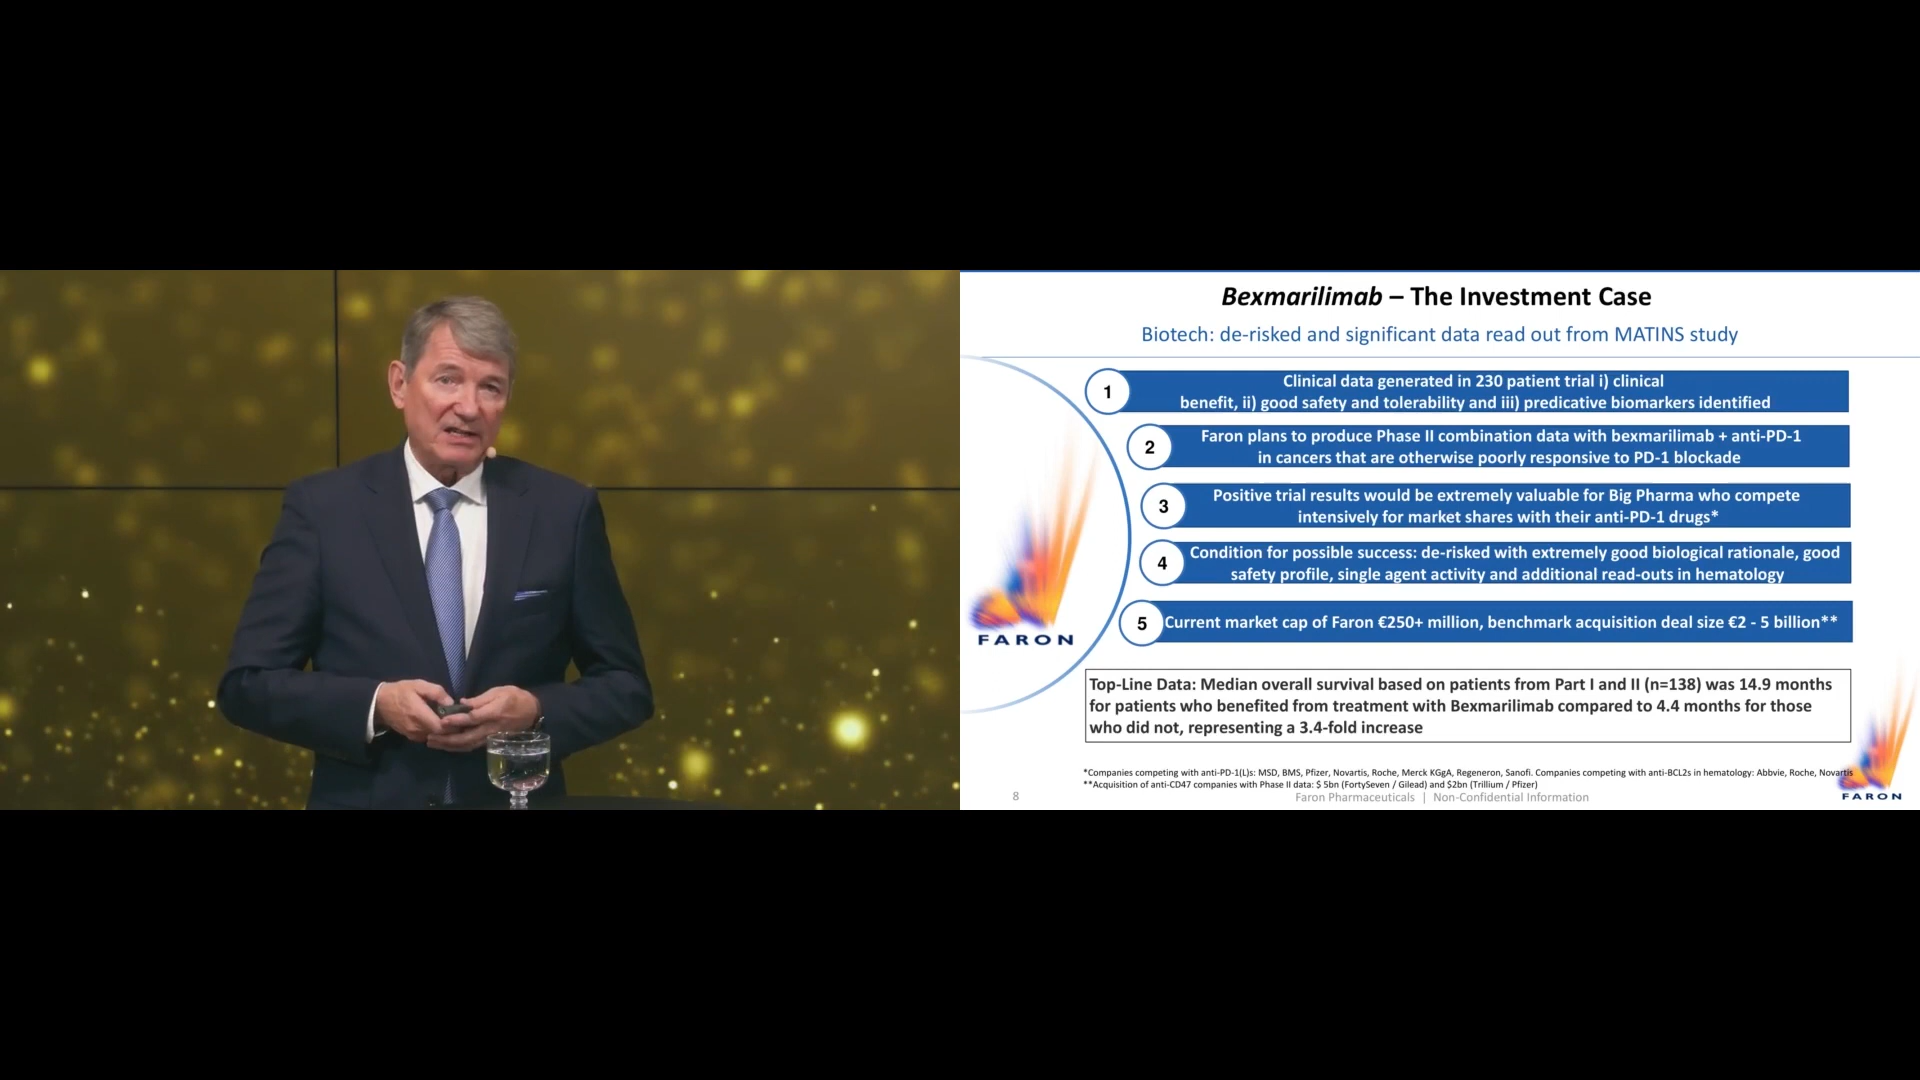 Bexmarilimab – The Investment Case
Biotech: de-risked and significant data read out from MATINS study
1
Clinical data generated in 230 patient trial i) clinical
benefit, ii) good safety and tolerability and iii) predicative biomarkers identified
2
Faron plans to produce Phase II combination data with bexmarilimab + anti-PD-1
in cancers that are otherwise poorly responsive to PD-1 blockade
3
Positive trial results would be extremely valuable for Big Pharma who compete
intensively for market shares with their anti-PD-1 drugs*
4
Condition for possible success: de-risked with extremely good biological rationale, good
safety profile, single agent activity and additional read-outs in hematology
5
Current market cap of Faron €250+ million, benchmark acquisition deal size €2 - 5 billion**
FARON
Top-Line Data: Median overall survival based on patients from Part I and II (n=138) was 14.9 months
for patients who benefited from treatment with Bexmarilimab compared to 4.4 months for those
who did not, representing a 3.4-fold increase
*Companies competing with anti-PD-1(L)s: MSD, BMS, Pfizer, Novartis, Roche, Merck KGgA, Regeneron, Sanofi. Companies competing with anti-BCL2s in hematology: Abbvie, Roche, Novartis
**Acquisition of anti-CD47 companies with Phase II data: $ 5bn (FortySeven / Gilead) and $2bn (Trillium / Pfizer)
8
Faron Pharmaceuticals | Non-Confidential Information
FARON